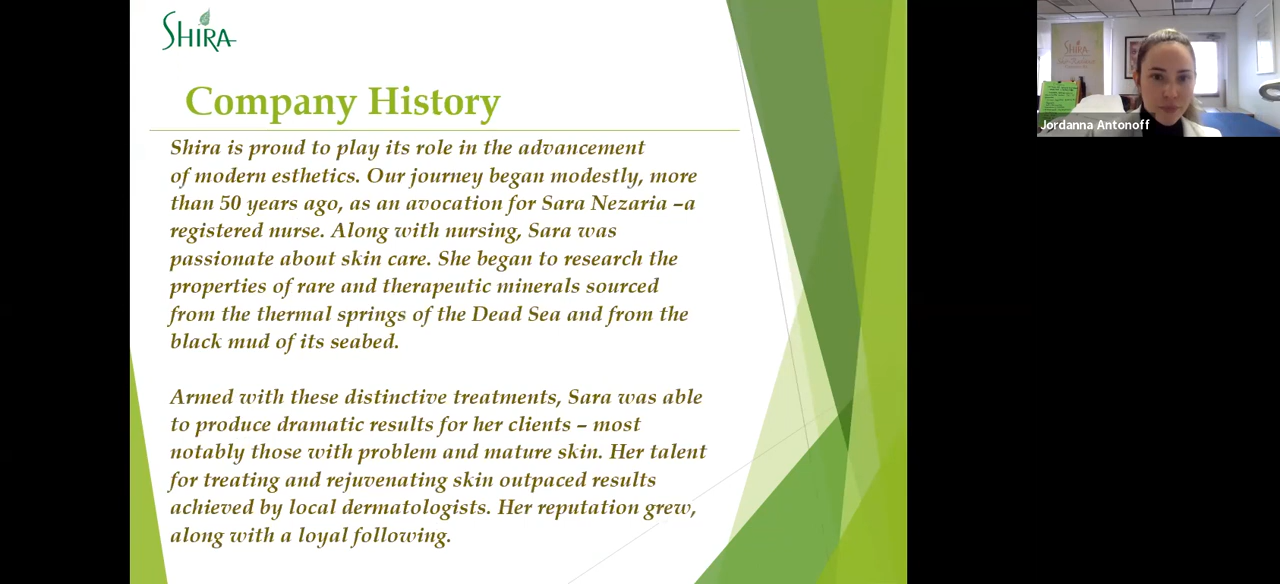 SHIRA
Company History
Shira is proud to play its role in the advancement
of modern esthetics. Our journey began modestly, more
than 50 years ago, as an avocation for Sara Nezaria –a
registered nurse. Along with nursing, Sara was
passionate about skin care. She began to research the
properties of rare and therapeutic minerals sourced
from the thermal springs of the Dead Sea and from the
black mud of its seabed.
Armed with these distinctive treatments, Sara was able
to produce dramatic results for her clients – most
notably those with problem and mature skin. Her talent
for treating and rejuvenating skin outpaced results
achieved by local dermatologists. Her reputation grew,
along with a loyal following.
SHIRA
Jordanna Antonoff